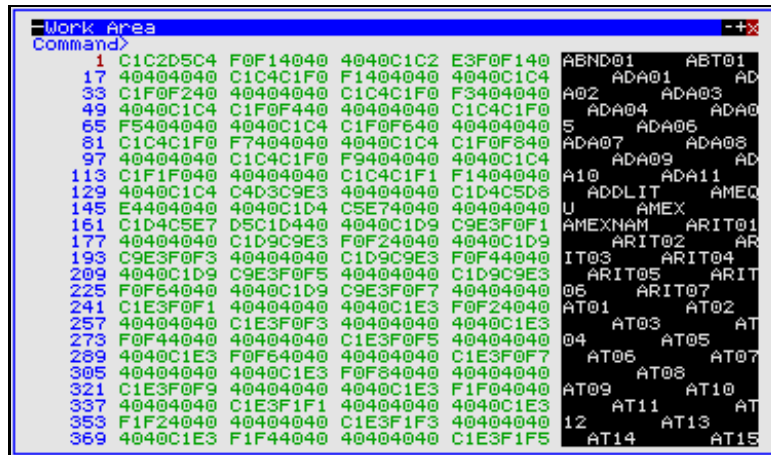 Work Area -+x
Command>
1 C1C2D5C4 F0F14040 4040C1C2 E3F0F140 ABND01 ABT01
17 40404040 C1C4C1F0 F1404040 4040C1C4 ADA01 AD
33 C1F0F240 40404040 C1C4C1F0 F3404040 A02 ADA03
49 4040C1C4 C1F0F440 40404040 C1C4C1F0 ADA04 ADA0
65 F5404040 4040C1C4 C1F0F640 40404040 5 ADA06
81 C1C4C1F0 F7404040 4040C1C4 C1F0F840 ADA07 ADA08
97 40404040 C1C4C1F0 F9404040 4040C1C4 ADA09 AD
113 C1F1F040 40404040 C1C4C1F1 F1404040 A10 ADA11
129 4040C1C4 C4D3C9E3 40404040 C1D4C5D8 ADDLIT AMEQ
145 E4404040 4040C1D4 C5E74040 40404040 U AMEX
161 C1D4C5E7 D5C1D440 4040C1D9 C9E3F0F1 AMEXNAM ARIT01
177 40404040 C1D9C9E3 F0F24040 4040C1D9 ARIT02 AR
193 C9E3F0F3 40404040 C1D9C9E3 F0F44040 IT03 ARIT04
209 4040C1D9 C9E3F0F5 40404040 C1D9C9E3 ARIT05 ARIT
225 F0F64040 4040C1D9 C9E3F0F7 40404040 06 ARIT07
241 C1E3F0F1 40404040 4040C1E3 F0F24040 AT01 AT02
257 40404040 C1E3F0F3 40404040 4040C1E3 AT03 AT
273 F0F44040 40404040 C1E3F0F5 40404040 04 AT05
289 4040C1E3 F0F64040 40404040 C1E3F0F7 AT06 AT07
305 40404040 4040C1E3 F0F84040 40404040 AT08
321 C1E3F0F9 40404040 4040C1E3 F1F04040 AT09 AT10
337 40404040 C1E3F1F1 40404040 4040C1E3 AT11 AT
353 F1F24040 40404040 C1E3F1F3 40404040 12 AT13
369 4040C1E3 F1F44040 40404040 C1E3F1F5 AT14 AT15